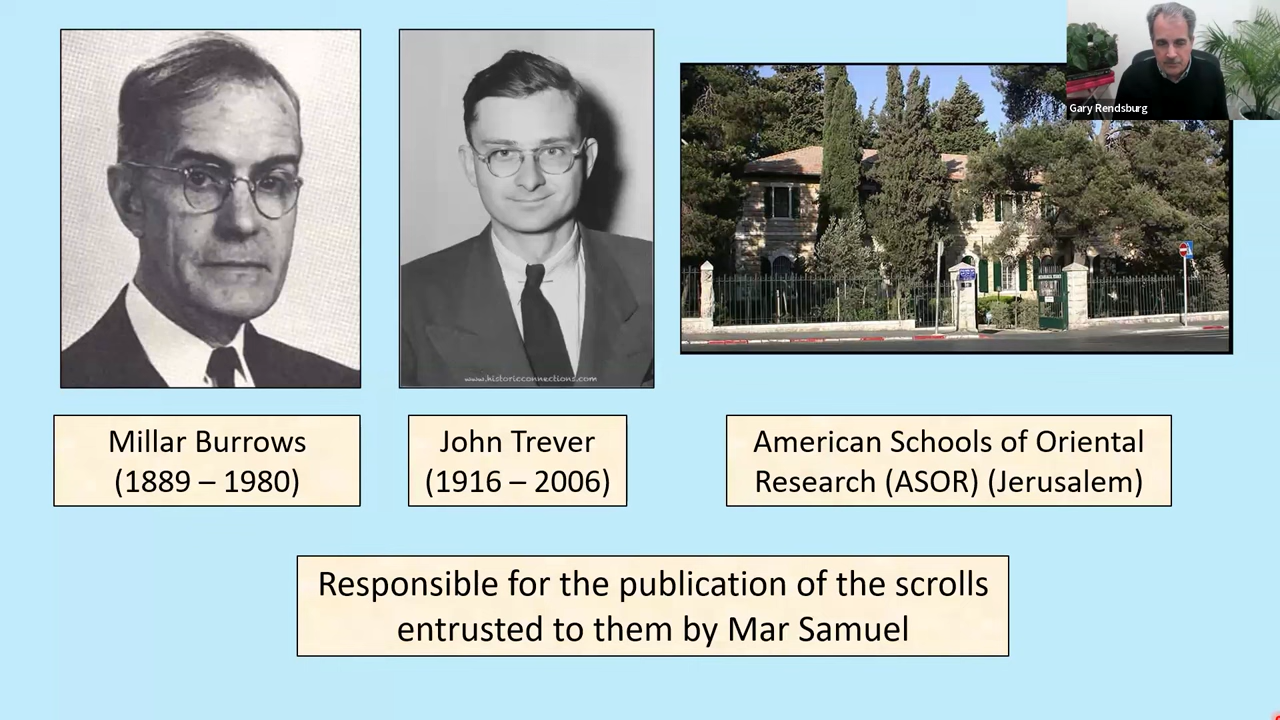 Gary Rendsburg
www.historicconnections.com
Millar Burrows
(1889 – 1980)
John Trever
(1916 – 2006)
American Schools of Oriental
Research (ASOR) (Jerusalem)
Responsible for the publication of the scrolls
entrusted to them by Mar Samuel